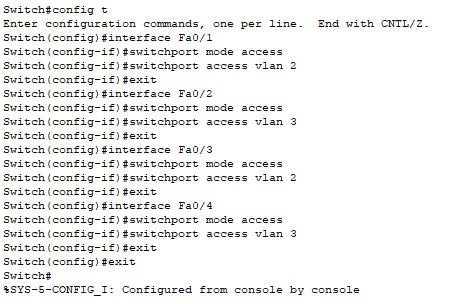 Switch#config t
Enter configuration commands, one per line.  End with CNTL/Z.
Switch(config)#interface Fa0/1
Switch(config-if)#switchport mode access
Switch(config-if)#switchport access vlan 2
Switch(config-if)#exit
Switch(config)#interface Fa0/2
Switch(config-if)#switchport mode access
Switch(config-if)#switchport access vlan 3
Switch(config-if)#exit
Switch(config)#interface Fa0/3
Switch(config-if)#switchport mode access
Switch(config-if)#switchport access vlan 2
Switch(config-if)#exit
Switch(config)#interface Fa0/4
Switch(config-if)#switchport mode access
Switch(config-if)#switchport access vlan 3
Switch(config-if)#exit
Switch(config)#exit
Switch#
%SYS-5-CONFIG_I: Configured from console by console